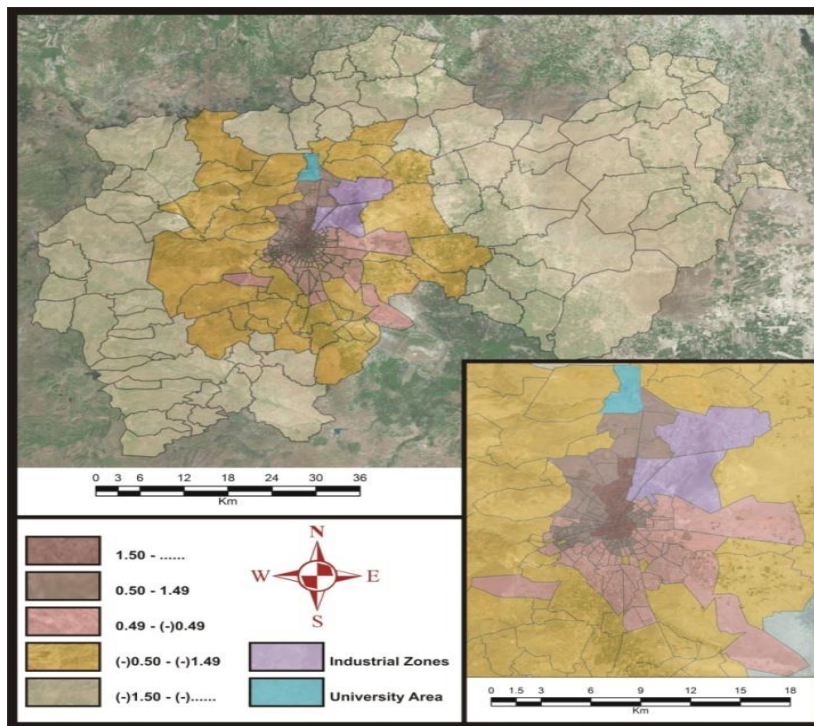 0 3 6 12 18 24 30 36
Km
N
W E
S
1.50 - ......
0.50 - 1.49
0.49 - (-)0.49
(-)0.50 - (-)1.49
(-)1.50 - (-)......
Industrial Zones
University Area
0 1.5 3 6 9 12 15 18
Km